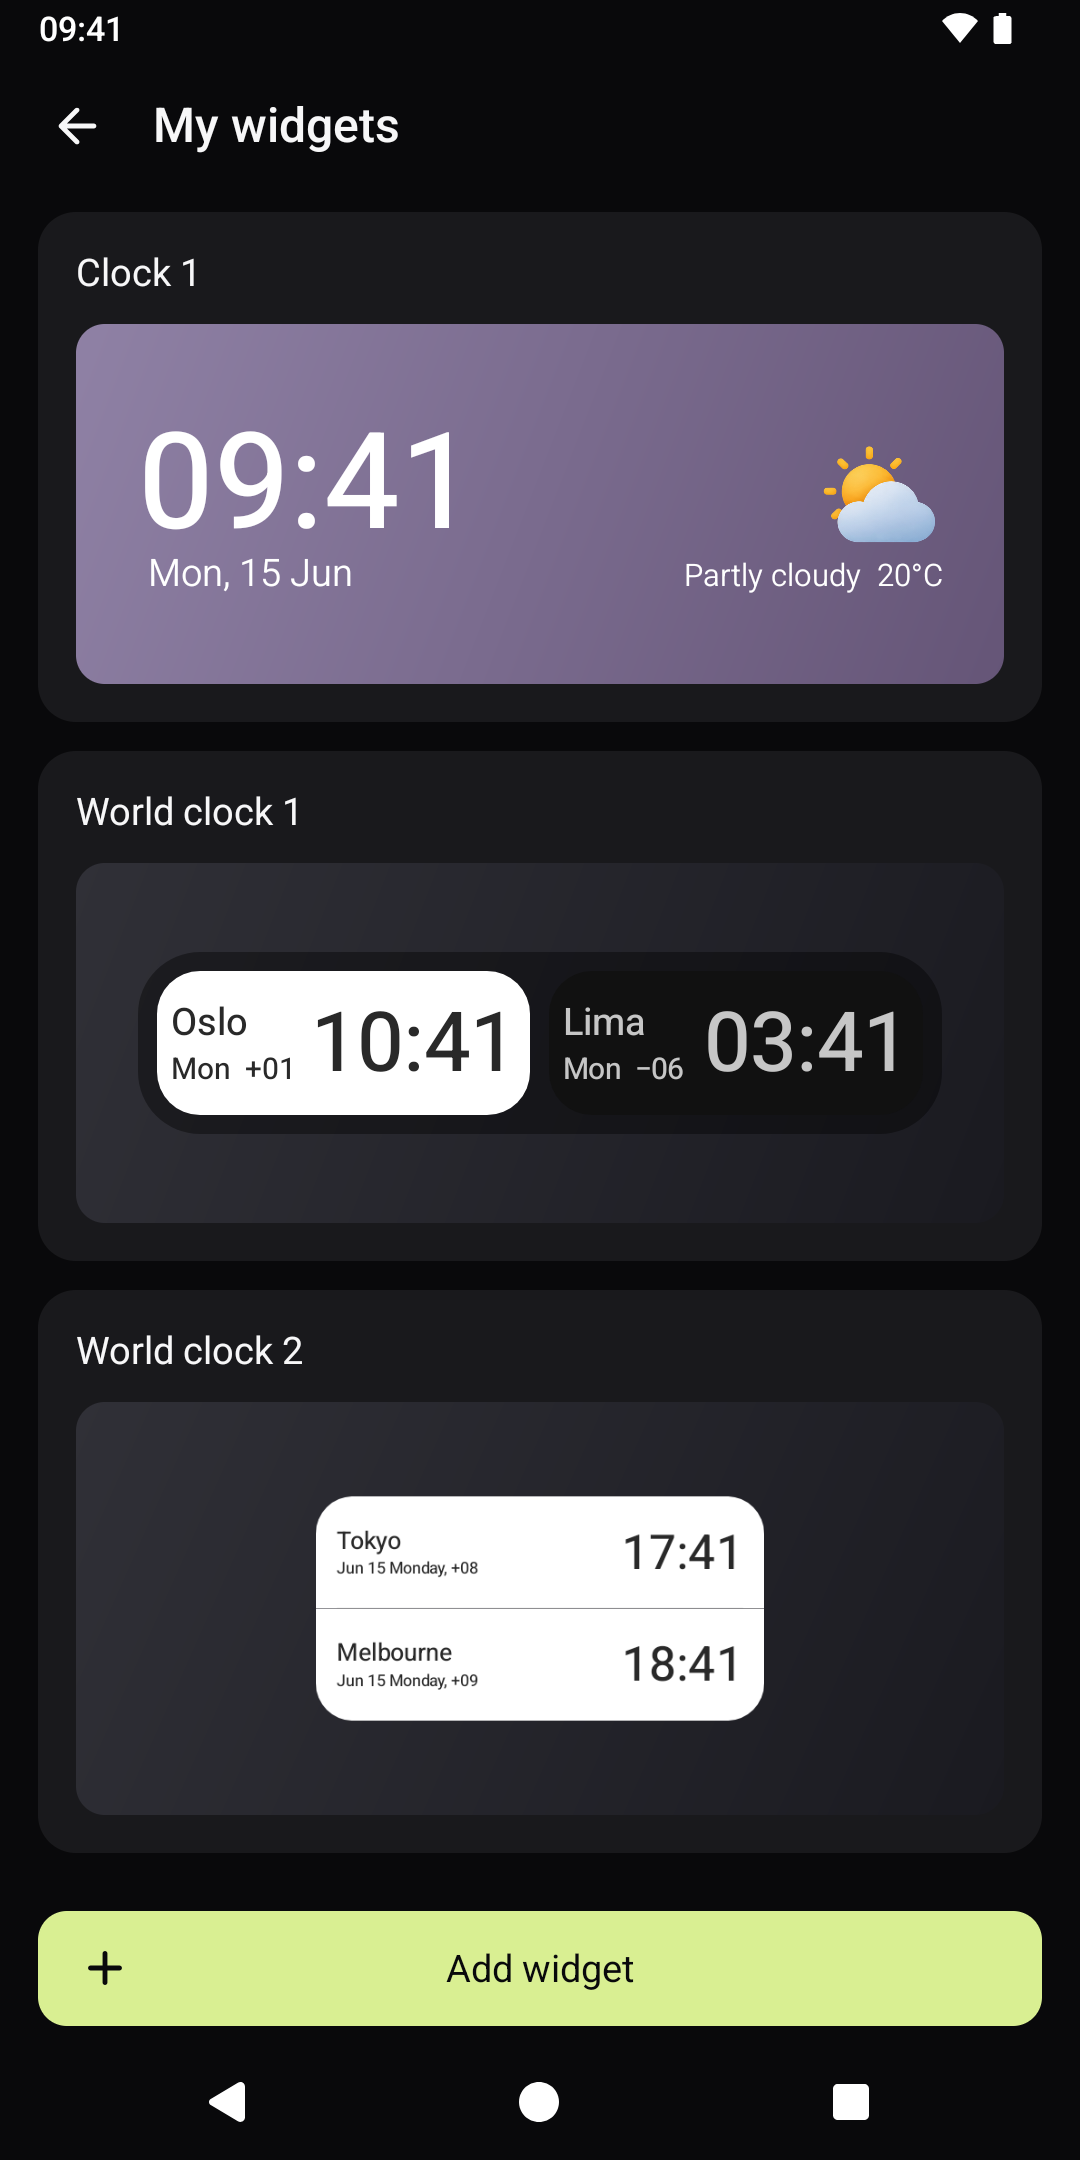 09:41
My widgets
Clock 1
09:41
Mon, 15 Jun
Partly cloudy 20°C
World clock 1
Oslo
Mon +01
10:41
Lima
Mon −06
03:41
World clock 2
Tokyo
Jun 15 Monday, +08
17:41
Melbourne
Jun 15 Monday, +09
18:41
Add widget